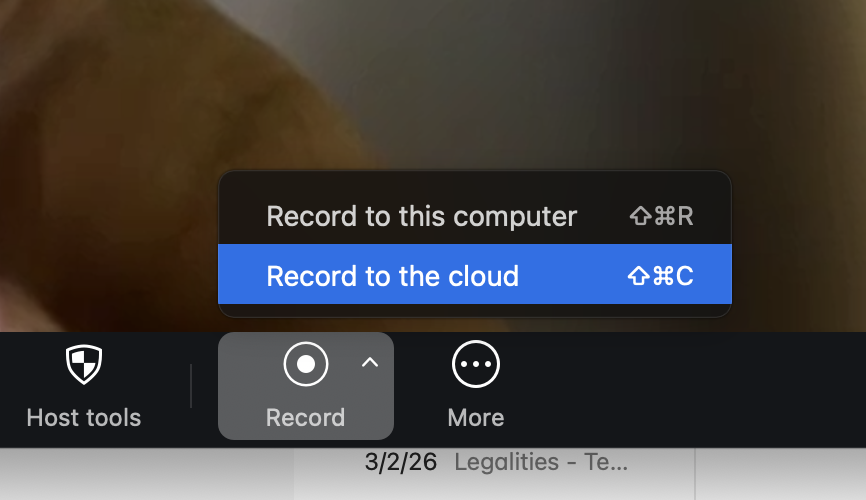 Record to this computer ⇧⌘R
Record to the cloud ⇧⌘C
Host tools
Record
More
3/2/26 Legalities - Te...